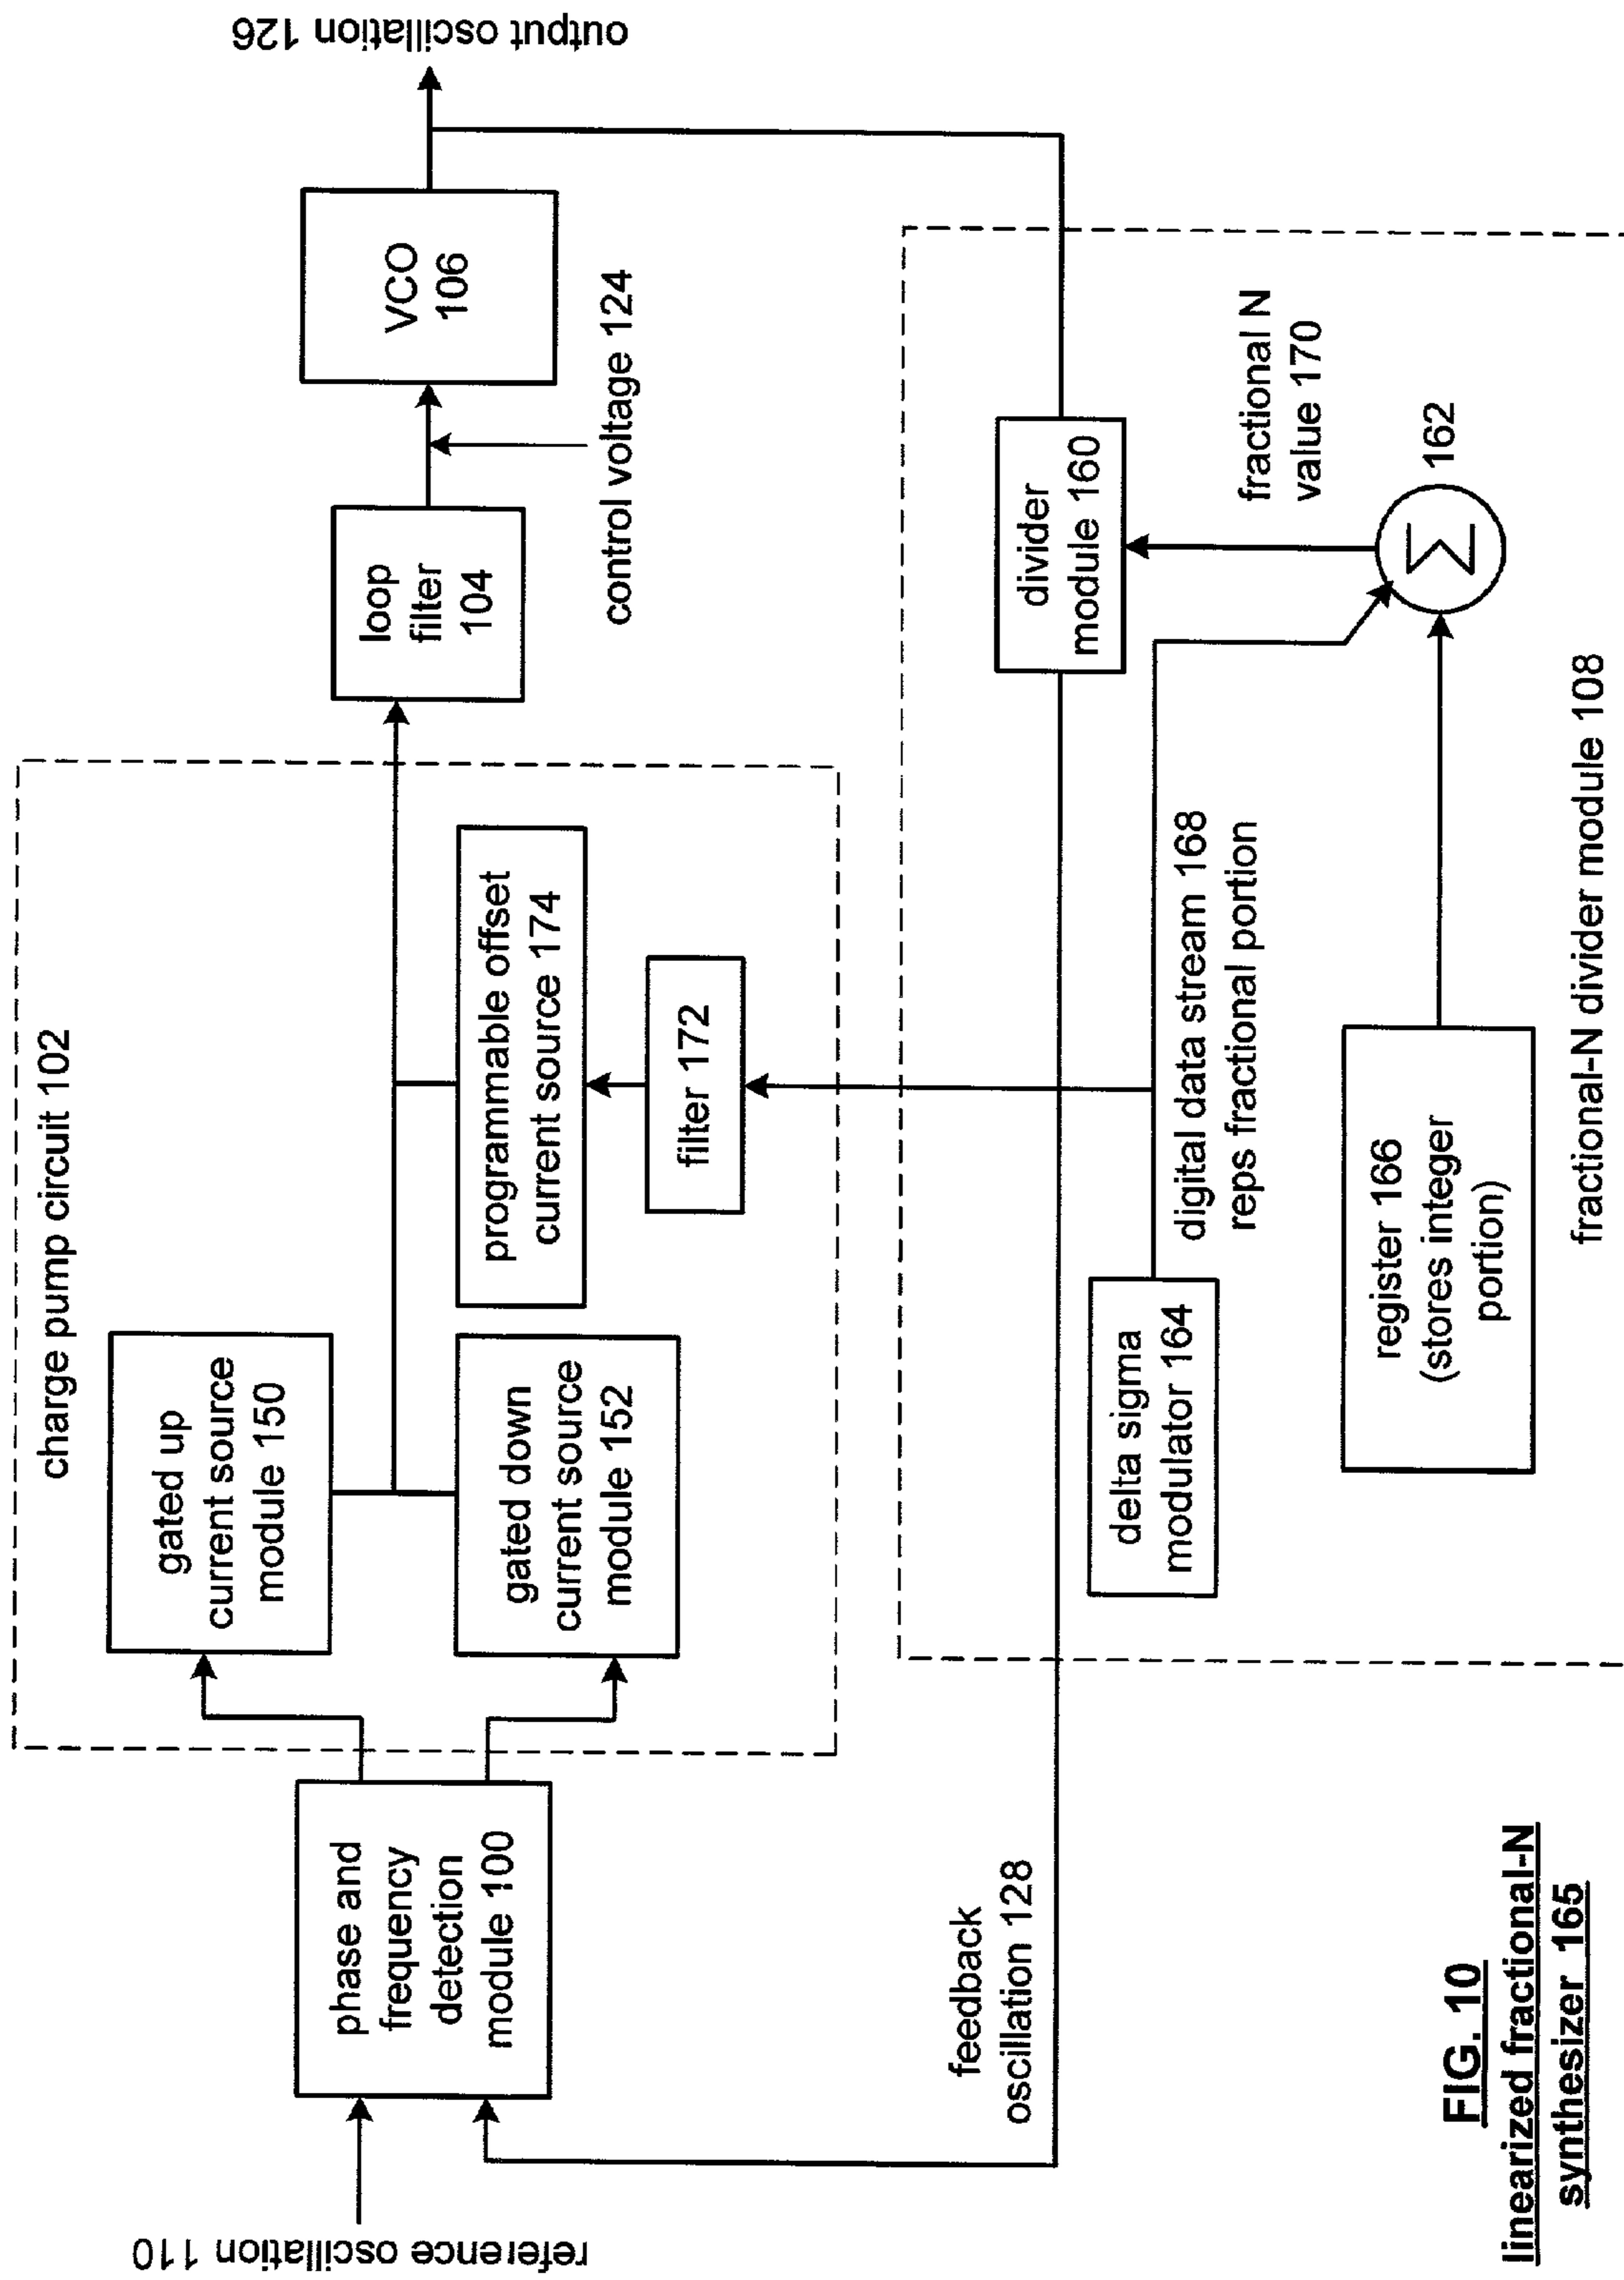 charge pump circuit 102
reference oscillation 110
phase and
frequency
detection
module 100
gated up
current source
module 150
gated down
current source
module 152
programmable offset
current source 174
filter 172
loop
filter
104
control voltage 124
VCO
106
output oscillation 126
feedback
oscillation 128
delta sigma
modulator 164
digital data stream 168
reps fractional portion
divider
module 160
fractional N
value 170
Σ
162
register 166
(stores integer
portion)
fractional-N divider module 108
FIG. 10
linearized fractional-N
synthesizer 165